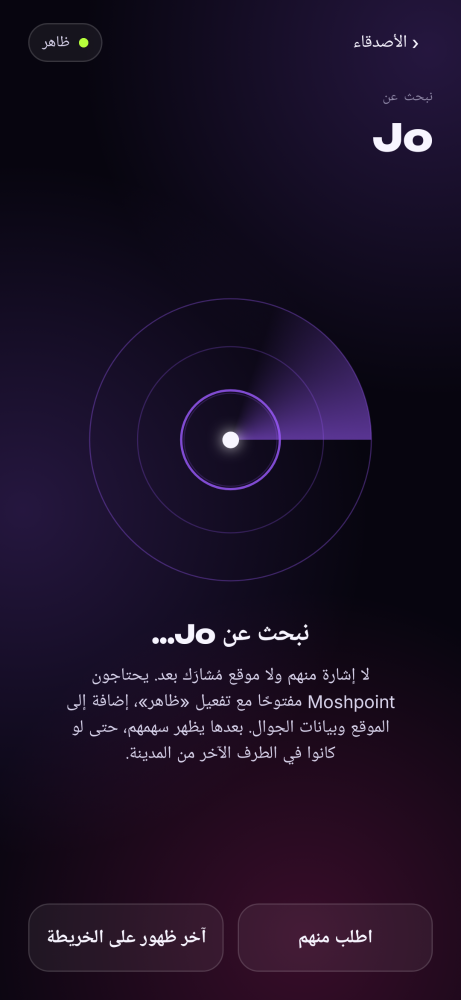 ‹ الأصدقاء
ظاهر
نبحث عن
Jo
نبحث عن Jo...
لا إشارة منهم ولا موقع مُشارَك بعد. يحتاجون
Moshpoint مفتوحًا مع تفعيل «ظاهر»، إضافة إلى
الموقع وبيانات الجوال. بعدها يظهر سهمهم، حتى لو
كانوا في الطرف الآخر من المدينة.
اطلب منهم
آخر ظهور على الخريطة